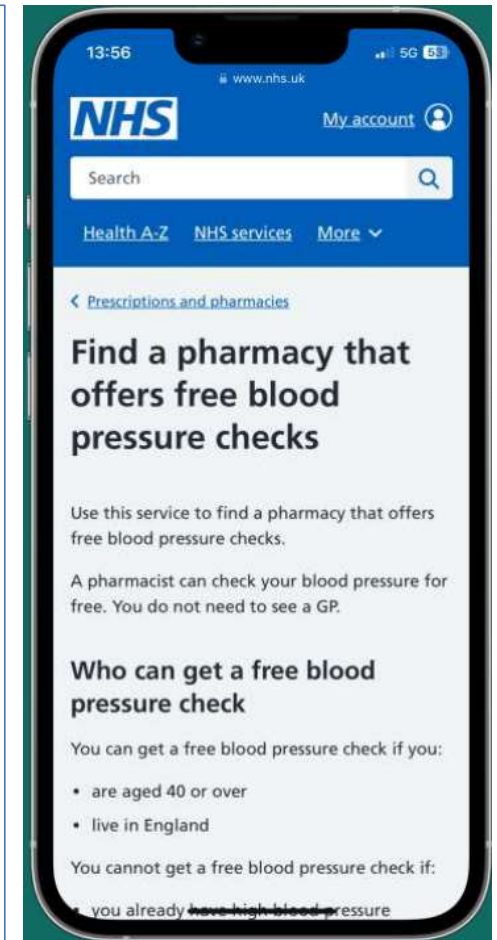 13:56
5G 53
www.nhs.uk
NHS
My account
Search
Health A-Z NHS services More
Prescriptions and pharmacies
Find a pharmacy that
offers free blood
pressure checks
Use this service to find a pharmacy that offers
free blood pressure checks.
A pharmacist can check your blood pressure for
free. You do not need to see a GP.
Who can get a free blood
pressure check
You can get a free blood pressure check if you:
• are aged 40 or over
• live in England
You cannot get a free blood pressure check if:
• you already have high blood pressure